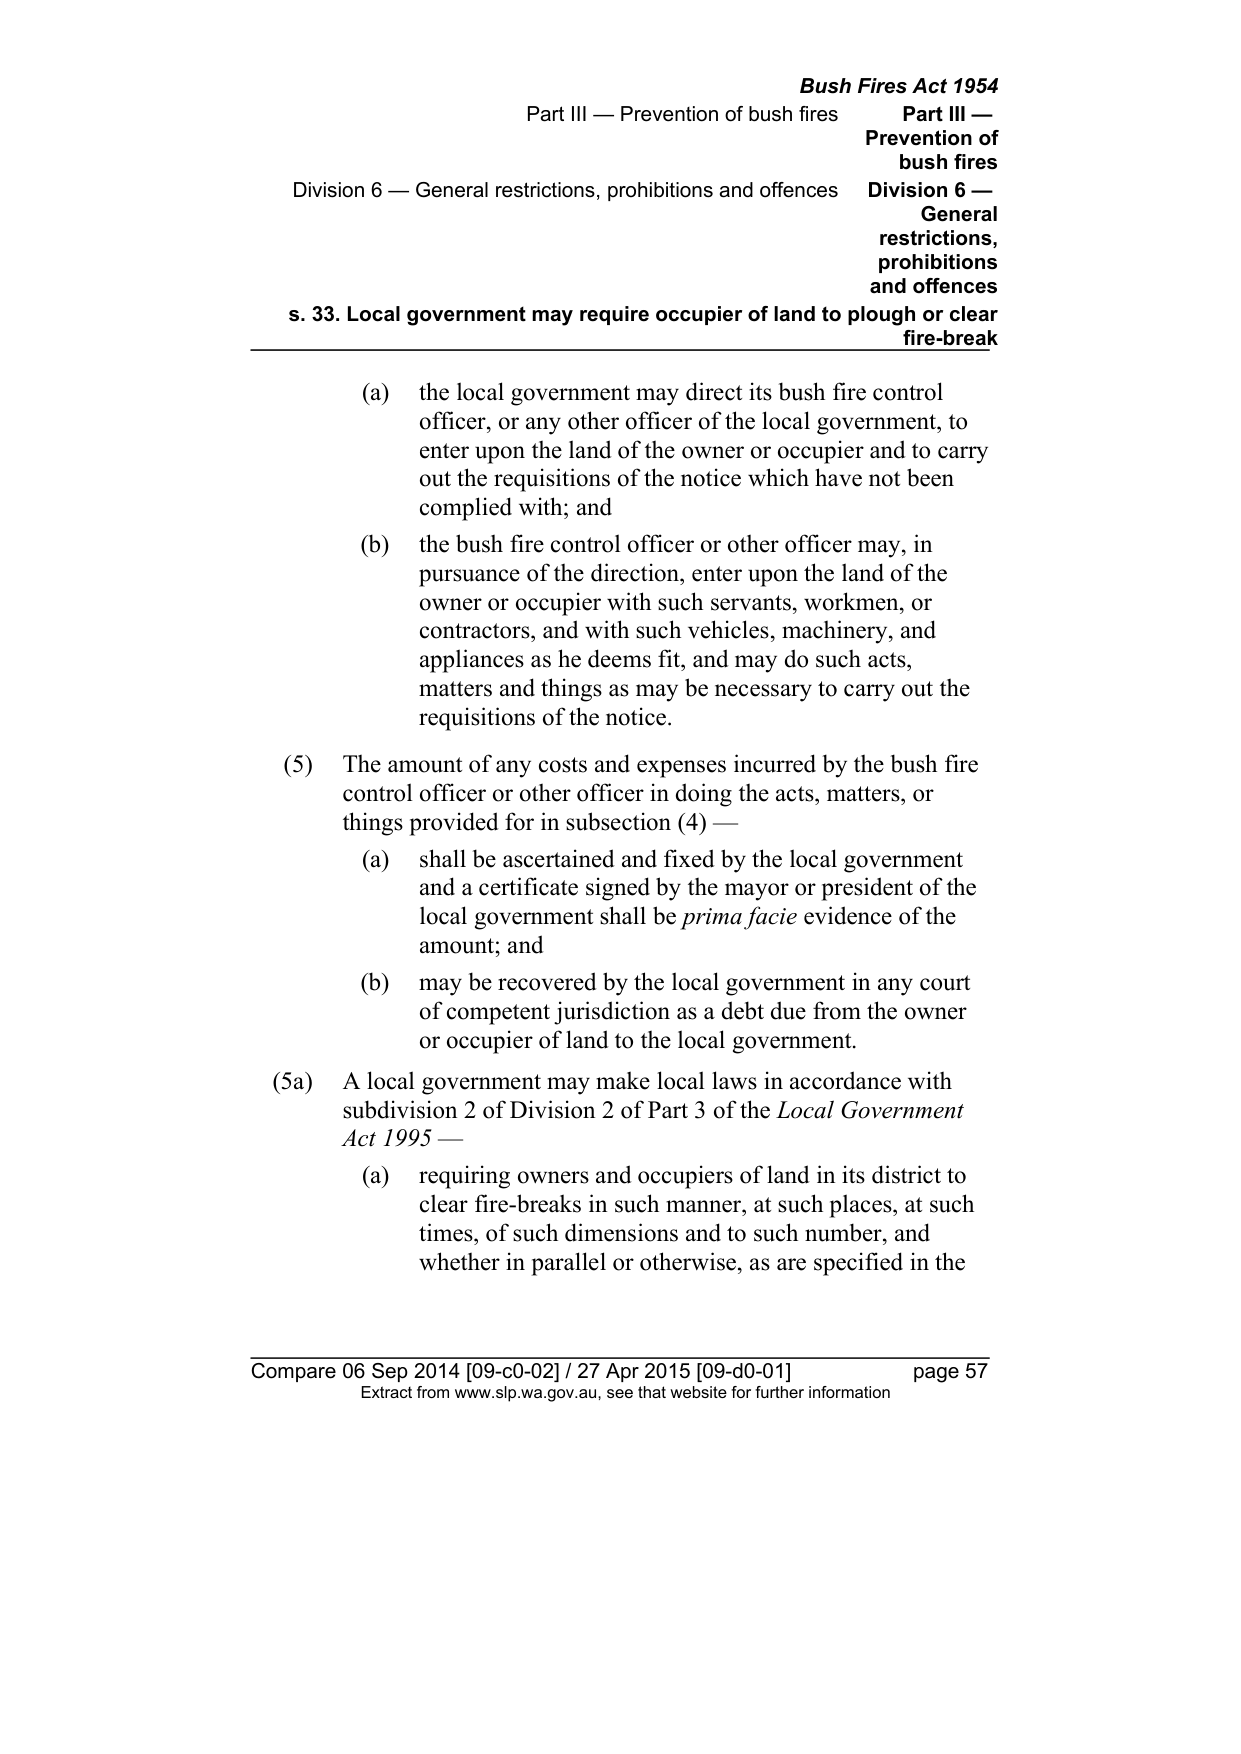 Bush Fires Act 1954
Part III — Prevention of bush fires
Part III —
Prevention of
bush fires
Division 6 — General restrictions, prohibitions and offences
Division 6 —
General
restrictions,
prohibitions
and offences
s. 33. Local government may require occupier of land to plough or clear
fire-break
(a) the local government may direct its bush fire control
officer, or any other officer of the local government, to
enter upon the land of the owner or occupier and to carry
out the requisitions of the notice which have not been
complied with; and
(b) the bush fire control officer or other officer may, in
pursuance of the direction, enter upon the land of the
owner or occupier with such servants, workmen, or
contractors, and with such vehicles, machinery, and
appliances as he deems fit, and may do such acts,
matters and things as may be necessary to carry out the
requisitions of the notice.
(5) The amount of any costs and expenses incurred by the bush fire
control officer or other officer in doing the acts, matters, or
things provided for in subsection (4) —
(a) shall be ascertained and fixed by the local government
and a certificate signed by the mayor or president of the
local government shall be prima facie evidence of the
amount; and
(b) may be recovered by the local government in any court
of competent jurisdiction as a debt due from the owner
or occupier of land to the local government.
(5a) A local government may make local laws in accordance with
subdivision 2 of Division 2 of Part 3 of the Local Government
Act 1995 —
(a) requiring owners and occupiers of land in its district to
clear fire-breaks in such manner, at such places, at such
times, of such dimensions and to such number, and
whether in parallel or otherwise, as are specified in the
Compare 06 Sep 2014 [09-c0-02] / 27 Apr 2015 [09-d0-01] page 57
Extract from www.slp.wa.gov.au, see that website for further information